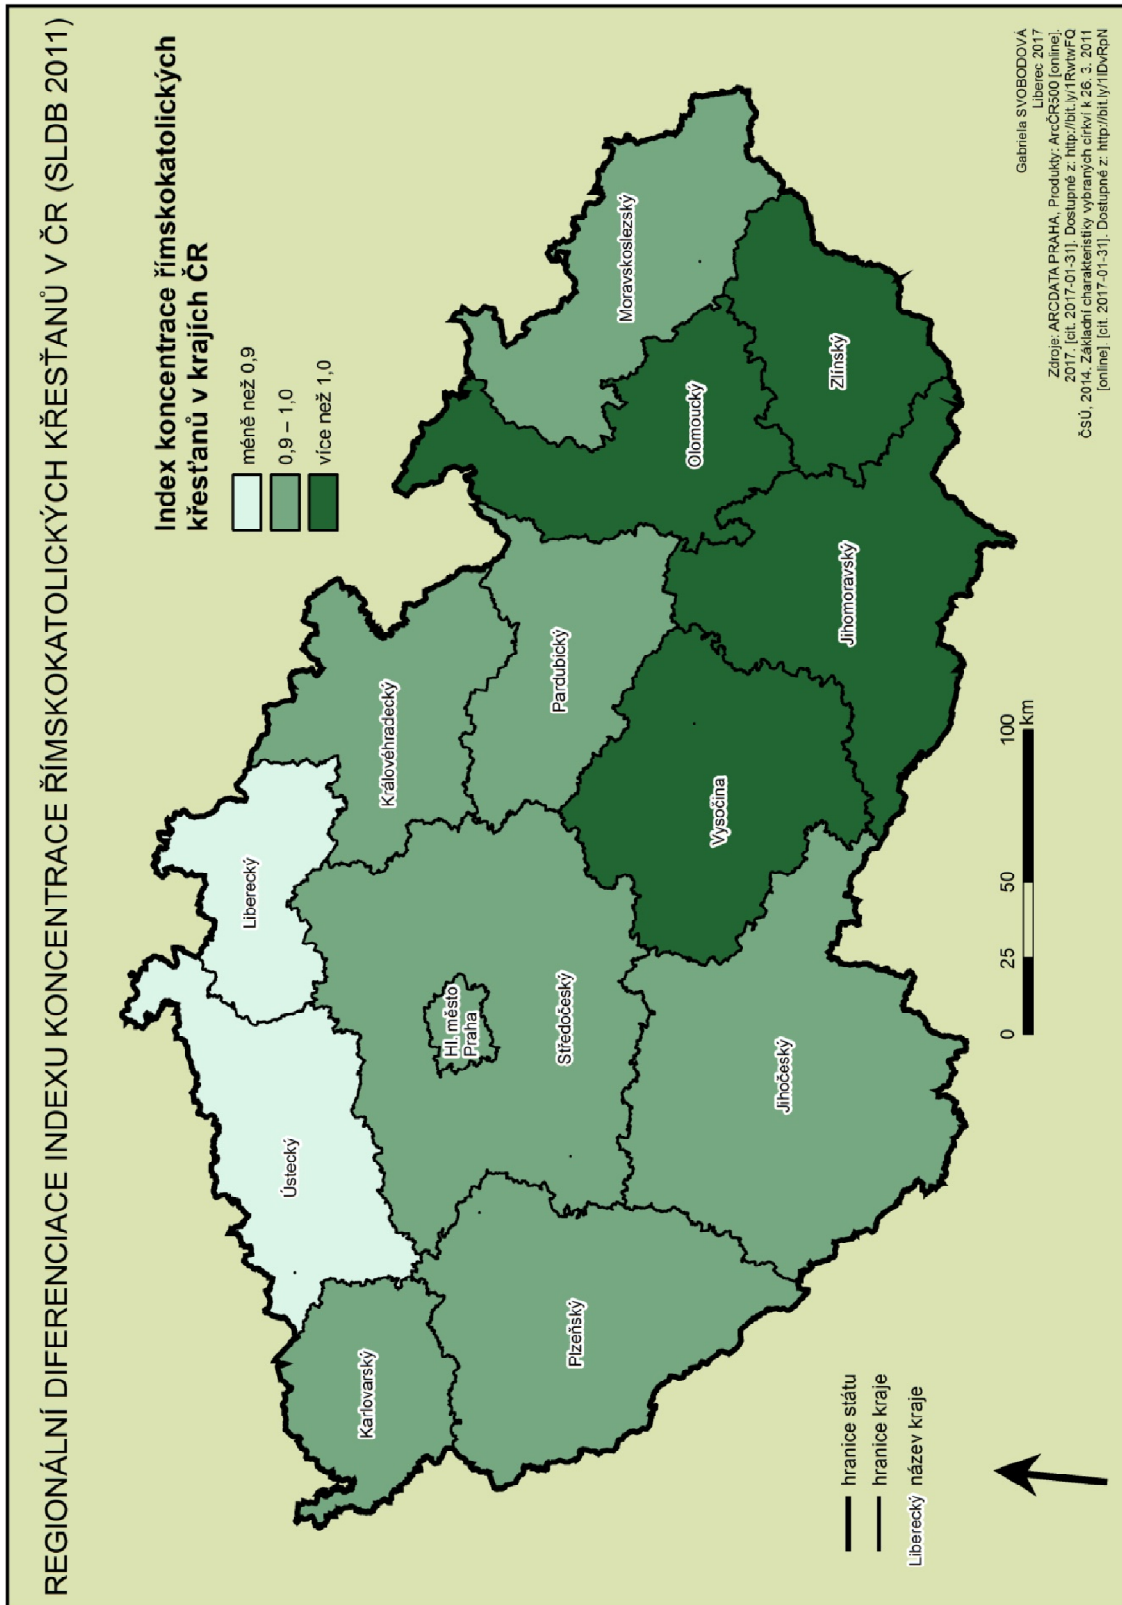 REGIONÁLNÍ DIFERENCIACE INDEXU KONCENTRACE ŘÍMSKOKATOLICKÝCH KŘESŤANŮ V ČR (SLDB 2011)
Index koncentrace římskokatolických
křesťanů v krajích ČR
méně než 0,9
0,9 – 1,0
více než 1,0
Liberecký
Ústecký
Královéhradecký
Karlovarský
Hl. město
Praha
Středočeský
Pardubický
Moravskoslezský
Olomoucký
Plzeňský
Vysočina
Jihočeský
Jihomoravský
Zlínský
hranice státu
hranice kraje
Liberecký název kraje
0 25 50 100
km
Gabriela SVOBODOVÁ
Liberec 2017
Zdroje: ARCDATA PRAHA, Produkty: ArcČR500 [online].
2017. [cit. 2017-01-31]. Dostupné z: http://bit.ly/1RwtwFQ
ČSÚ, 2014. Základní charakteristiky vybraných církví k 26. 3. 2011
[online]. [cit. 2017-01-31]. Dostupné z: http://bit.ly/1IDvRpN